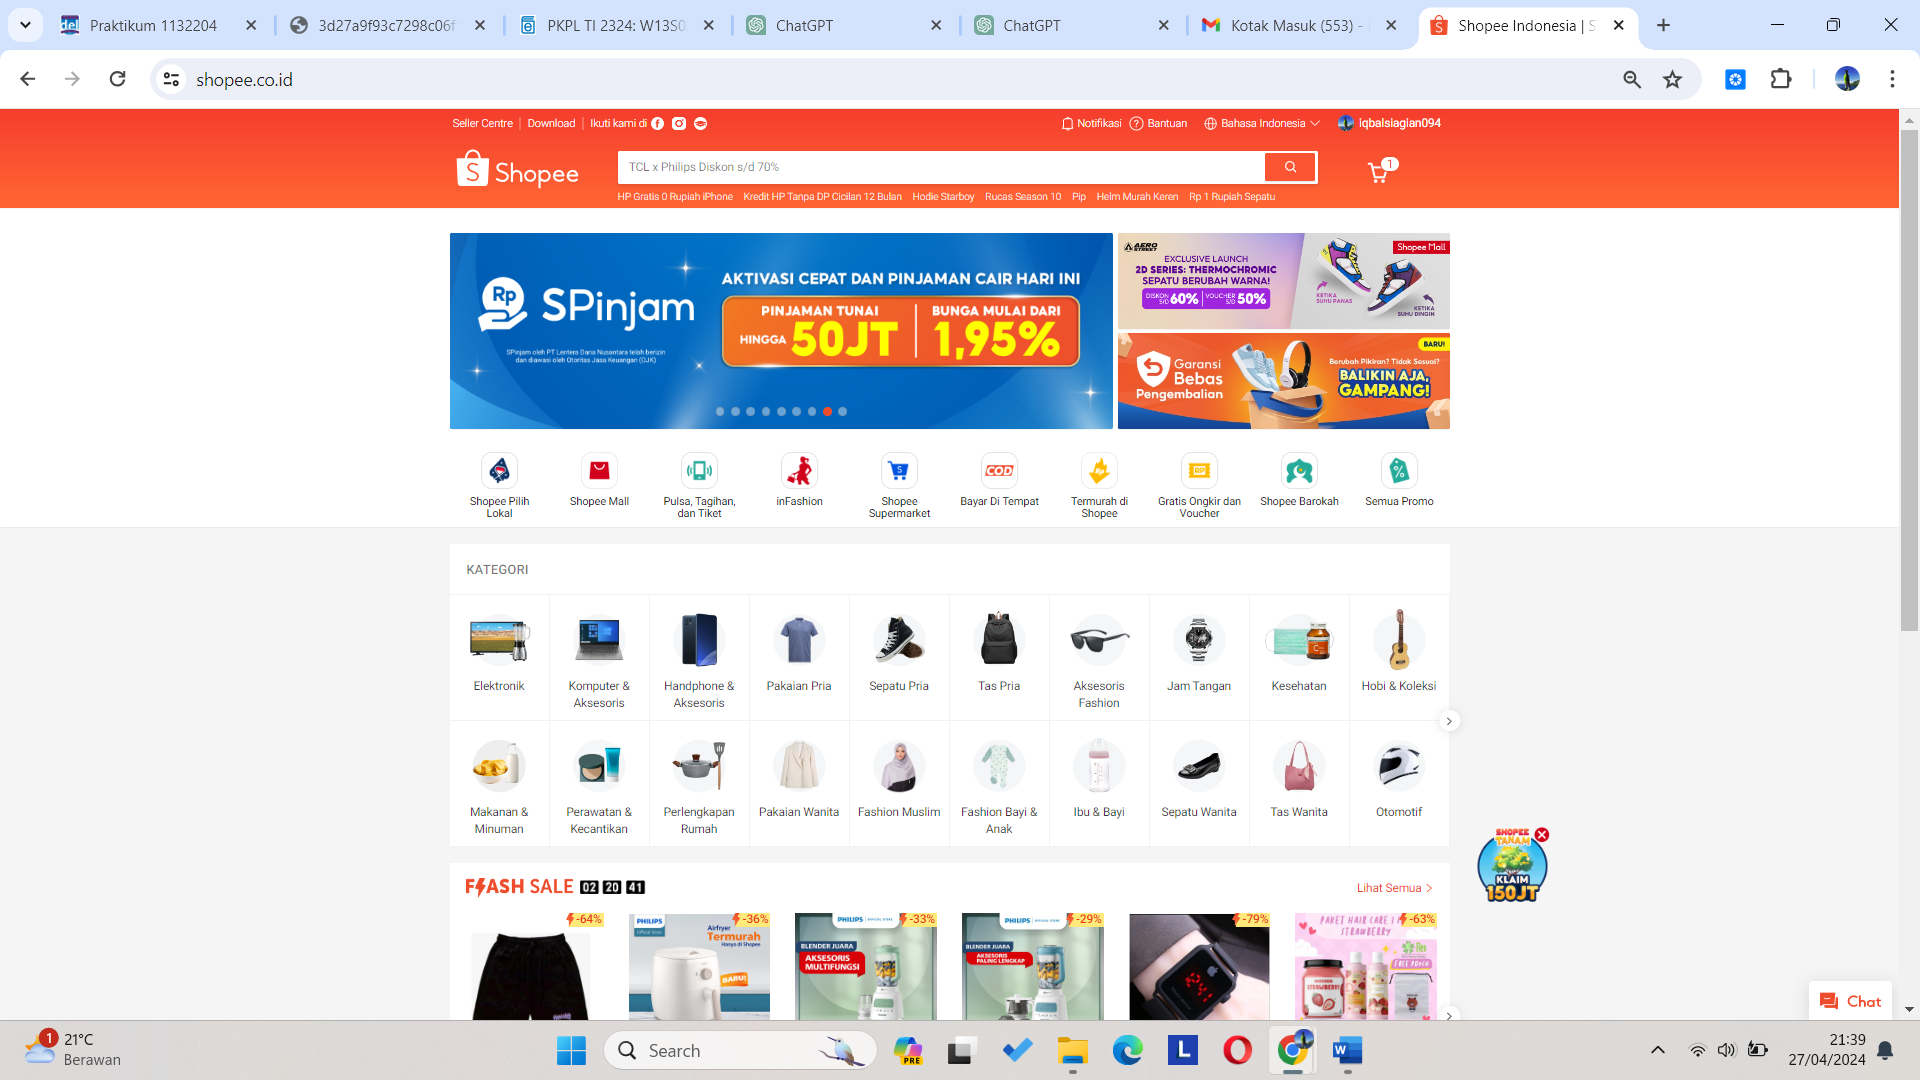 Praktikum 1132204
3d27a9f93c7298c06f
PKPL TI 2324: W13S0
ChatGPT
ChatGPT
Kotak Masuk (553) -
Shopee Indonesia | S
shopee.co.id
Seller Centre
Download
Ikuti kami di
Notifikasi
Bantuan
Bahasa Indonesia
iqbalsiagian094
Shopee
TCL x Philips Diskon s/d 70%
1
HP Gratis 0 Rupiah iPhone
Kredit HP Tanpa DP Cicilan 12 Bulan
Hodie Starboy
Rucas Season 10
Pip
Helm Murah Keren
Rp 1 Rupiah Sepatu
Rp
SPinjam
SPinjam oleh PT Lentera Dana Nusantara telah berizin
dan diawasi oleh Otoritas Jasa Keuangan (OJK)
AKTIVASI CEPAT DAN PINJAMAN CAIR HARI INI
PINJAMAN TUNAI
HINGGA 50JT
BUNGA MULAI DARI
1,95%
AERO
STREET
Shopee Mall
EXCLUSIVE LAUNCH
2D SERIES: THERMOCHROMIC
SEPATU BERUBAH WARNA!
DISKON S/D 60%
VOUCHER S/D 50%
KETIKA
SUHU PANAS
KETIKA
SUHU DINGIN
BARU!
Garansi
Bebas
Pengembalian
Berubah Pikiran? Tidak Sesuai?
BALIKIN AJA,
GAMPANG!
Shopee Pilih
Lokal
Shopee Mall
Pulsa, Tagihan,
dan Tiket
inFashion
Shopee
Supermarket
COD
Bayar Di Tempat
Termurah di
Shopee
Gratis Ongkir dan
Voucher
Shopee Barokah
Semua Promo
KATEGORI
Elektronik
Komputer &
Aksesoris
Handphone &
Aksesoris
Pakaian Pria
Sepatu Pria
Tas Pria
Aksesoris
Fashion
Jam Tangan
Kesehatan
Hobi & Koleksi
Makanan &
Minuman
Perawatan &
Kecantikan
Perlengkapan
Rumah
Pakaian Wanita
Fashion Muslim
Fashion Bayi &
Anak
Ibu & Bayi
Sepatu Wanita
Tas Wanita
Otomotif
SHOPEE
TANAM
KLAIM
150JT
FLASH SALE 02 20 41
Lihat Semua
-64%
-36%
PHILIPS
Airfryer
Termurah
Hanya di Shopee
BARU!
-33%
PHILIPS
BLENDER JUARA
AKSESORIS
MULTIFUNGSI
-29%
PHILIPS
BLENDER JUARA
AKSESORIS
PALING LENGKAP
-79%
-63%
PAKET HAIR CARE
STRAWBERRY
FREE POUCH
Chat
1
21°C
Berawan
Search
PRE
21:39
27/04/2024